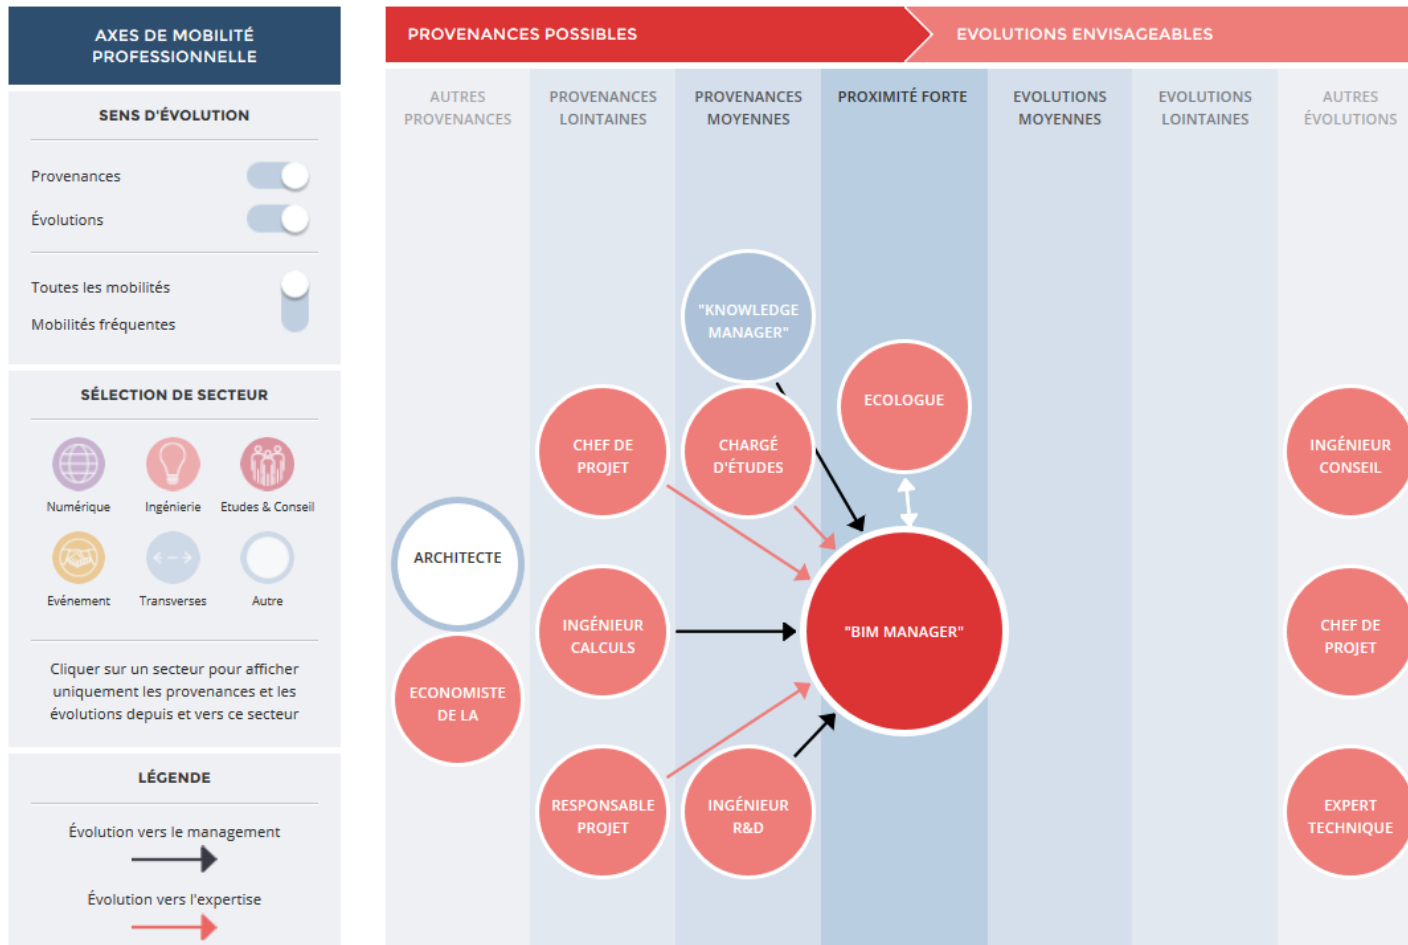 AXES DE MOBILITÉ
PROFESSIONNELLE
SENS D'ÉVOLUTION
Provenances
Évolutions
Toutes les mobilités
Mobilités fréquentes
SÉLECTION DE SECTEUR
Numérique
Ingénierie
Etudes & Conseil
Evénement
Transverses
Autre
Cliquer sur un secteur pour afficher
uniquement les provenances et les
évolutions depuis et vers ce secteur
LÉGENDE
Évolution vers le management
Évolution vers l'expertise
PROVENANCES POSSIBLES
EVOLUTIONS ENVISAGEABLES
AUTRES
PROVENANCES
PROVENANCES
LOINTAINES
PROVENANCES
MOYENNES
PROXIMITÉ FORTE
EVOLUTIONS
MOYENNES
EVOLUTIONS
LOINTAINES
AUTRES
ÉVOLUTIONS
ARCHITECTE
ECONOMISTE
DE LA
CHEF DE
PROJET
INGÉNIEUR
CALCULS
RESPONSABLE
PROJET
"KNOWLEDGE
MANAGER"
CHARGÉ
D'ÉTUDES
INGÉNIEUR
R&D
ECOLOGUE
"BIM MANAGER"
INGÉNIEUR
CONSEIL
CHEF DE
PROJET
EXPERT
TECHNIQUE